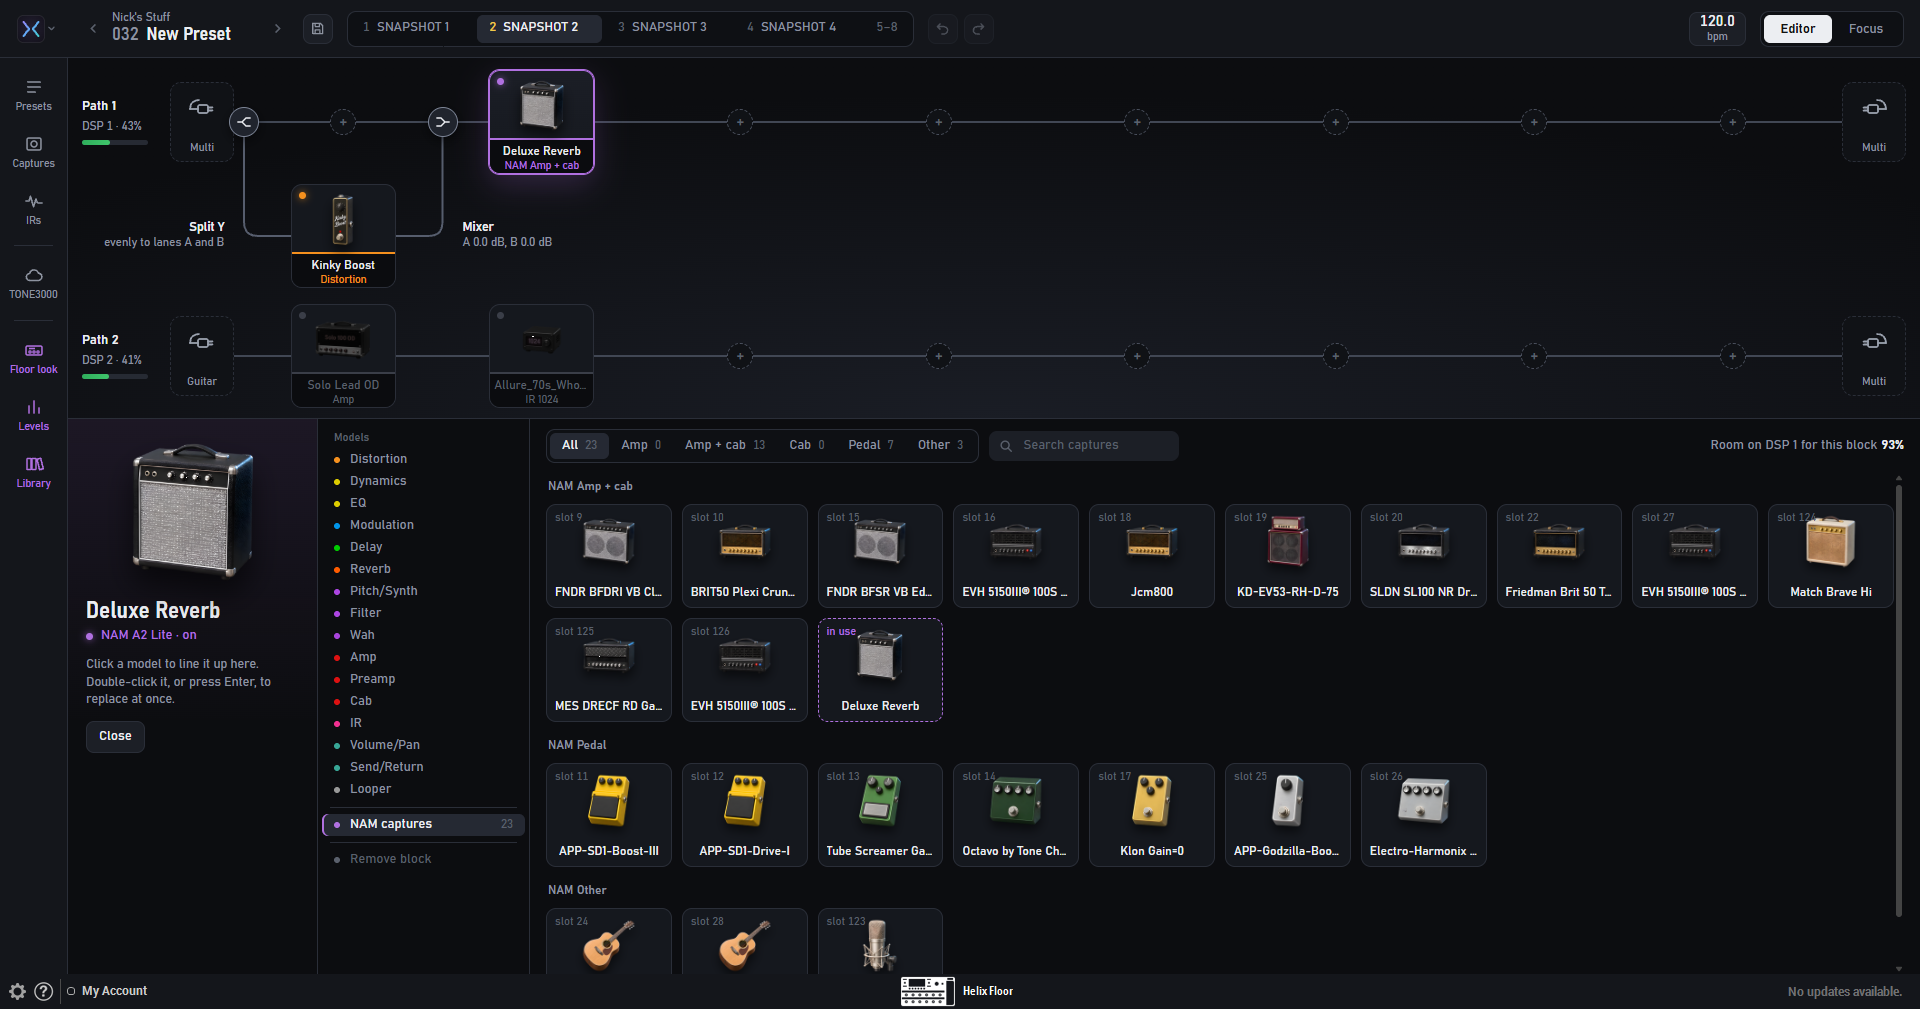 Nick's Stuff
032 New Preset
1 SNAPSHOT 1
2 SNAPSHOT 2
3 SNAPSHOT 3
4 SNAPSHOT 4
5-8
120.0
bpm
Editor
Focus
Presets
Captures
IRs
TONE3000
Floor look
Levels
Library
Path 1
DSP 1 · 43%
Multi
Deluxe Reverb
NAM Amp + cab
Multi
Split Y
evenly to lanes A and B
Kinky Boost
Distortion
Mixer
A 0.0 dB, B 0.0 dB
Path 2
DSP 2 · 41%
Guitar
Solo Lead OD
Amp
Allure_70s_Who...
IR 1024
Multi
Deluxe Reverb
NAM A2 Lite · on
Click a model to line it up here.
Double-click it, or press Enter, to
replace at once.
Close
Models
Distortion
Dynamics
EQ
Modulation
Delay
Reverb
Pitch/Synth
Filter
Wah
Amp
Preamp
Cab
IR
Volume/Pan
Send/Return
Looper
NAM captures 23
Remove block
All 23
Amp 0
Amp + cab 13
Cab 0
Pedal 7
Other 3
Search captures
Room on DSP 1 for this block 93%
NAM Amp + cab
slot 9
FNDR BFDRI VB Cl...
slot 10
BRIT50 Plexi Crun...
slot 15
FNDR BFSR VB Ed...
slot 16
EVH 5150III® 100S ...
slot 18
Jcm800
slot 19
KD-EV53-RH-D-75
slot 20
SLDN SL100 NR Dr...
slot 22
Friedman Brit 50 T...
slot 27
EVH 5150III® 100S ...
slot 124
Match Brave Hi
slot 125
MES DRECF RD Ga...
slot 126
EVH 5150III® 100S ...
in use
Deluxe Reverb
NAM Pedal
slot 11
APP-SD1-Boost-III
slot 12
APP-SD1-Drive-I
slot 13
Tube Screamer Ga...
slot 14
Octavo by Tone Ch...
slot 17
Klon Gain=0
slot 25
APP-Godzilla-Boo...
slot 26
Electro-Harmonix ...
NAM Other
slot 24
slot 28
slot 123
My Account
Helix Floor
No updates available.